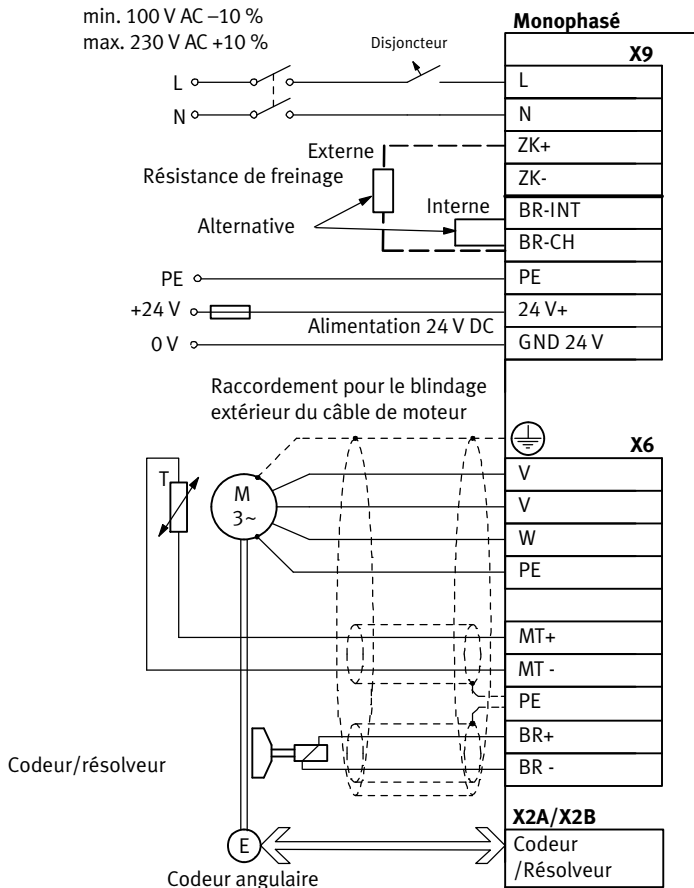 min. 100 V AC –10 %
max. 230 V AC +10 %
Disjoncteur
Monophasé
X9
L
L
N
N
Externe
ZK+
Résistance de freinage
ZK-
Alternative
Interne
BR-INT
BR-CH
PE
PE
+24 V
24 V+
Alimentation 24 V DC
0 V
GND 24 V
Raccordement pour le blindage
extérieur du câble de moteur
X6
T
M
3~
V
V
W
PE
MT+
MT -
PE
BR+
BR -
Codeur/résolveur
X2A/X2B
E
Codeur
/Résolveur
Codeur angulaire